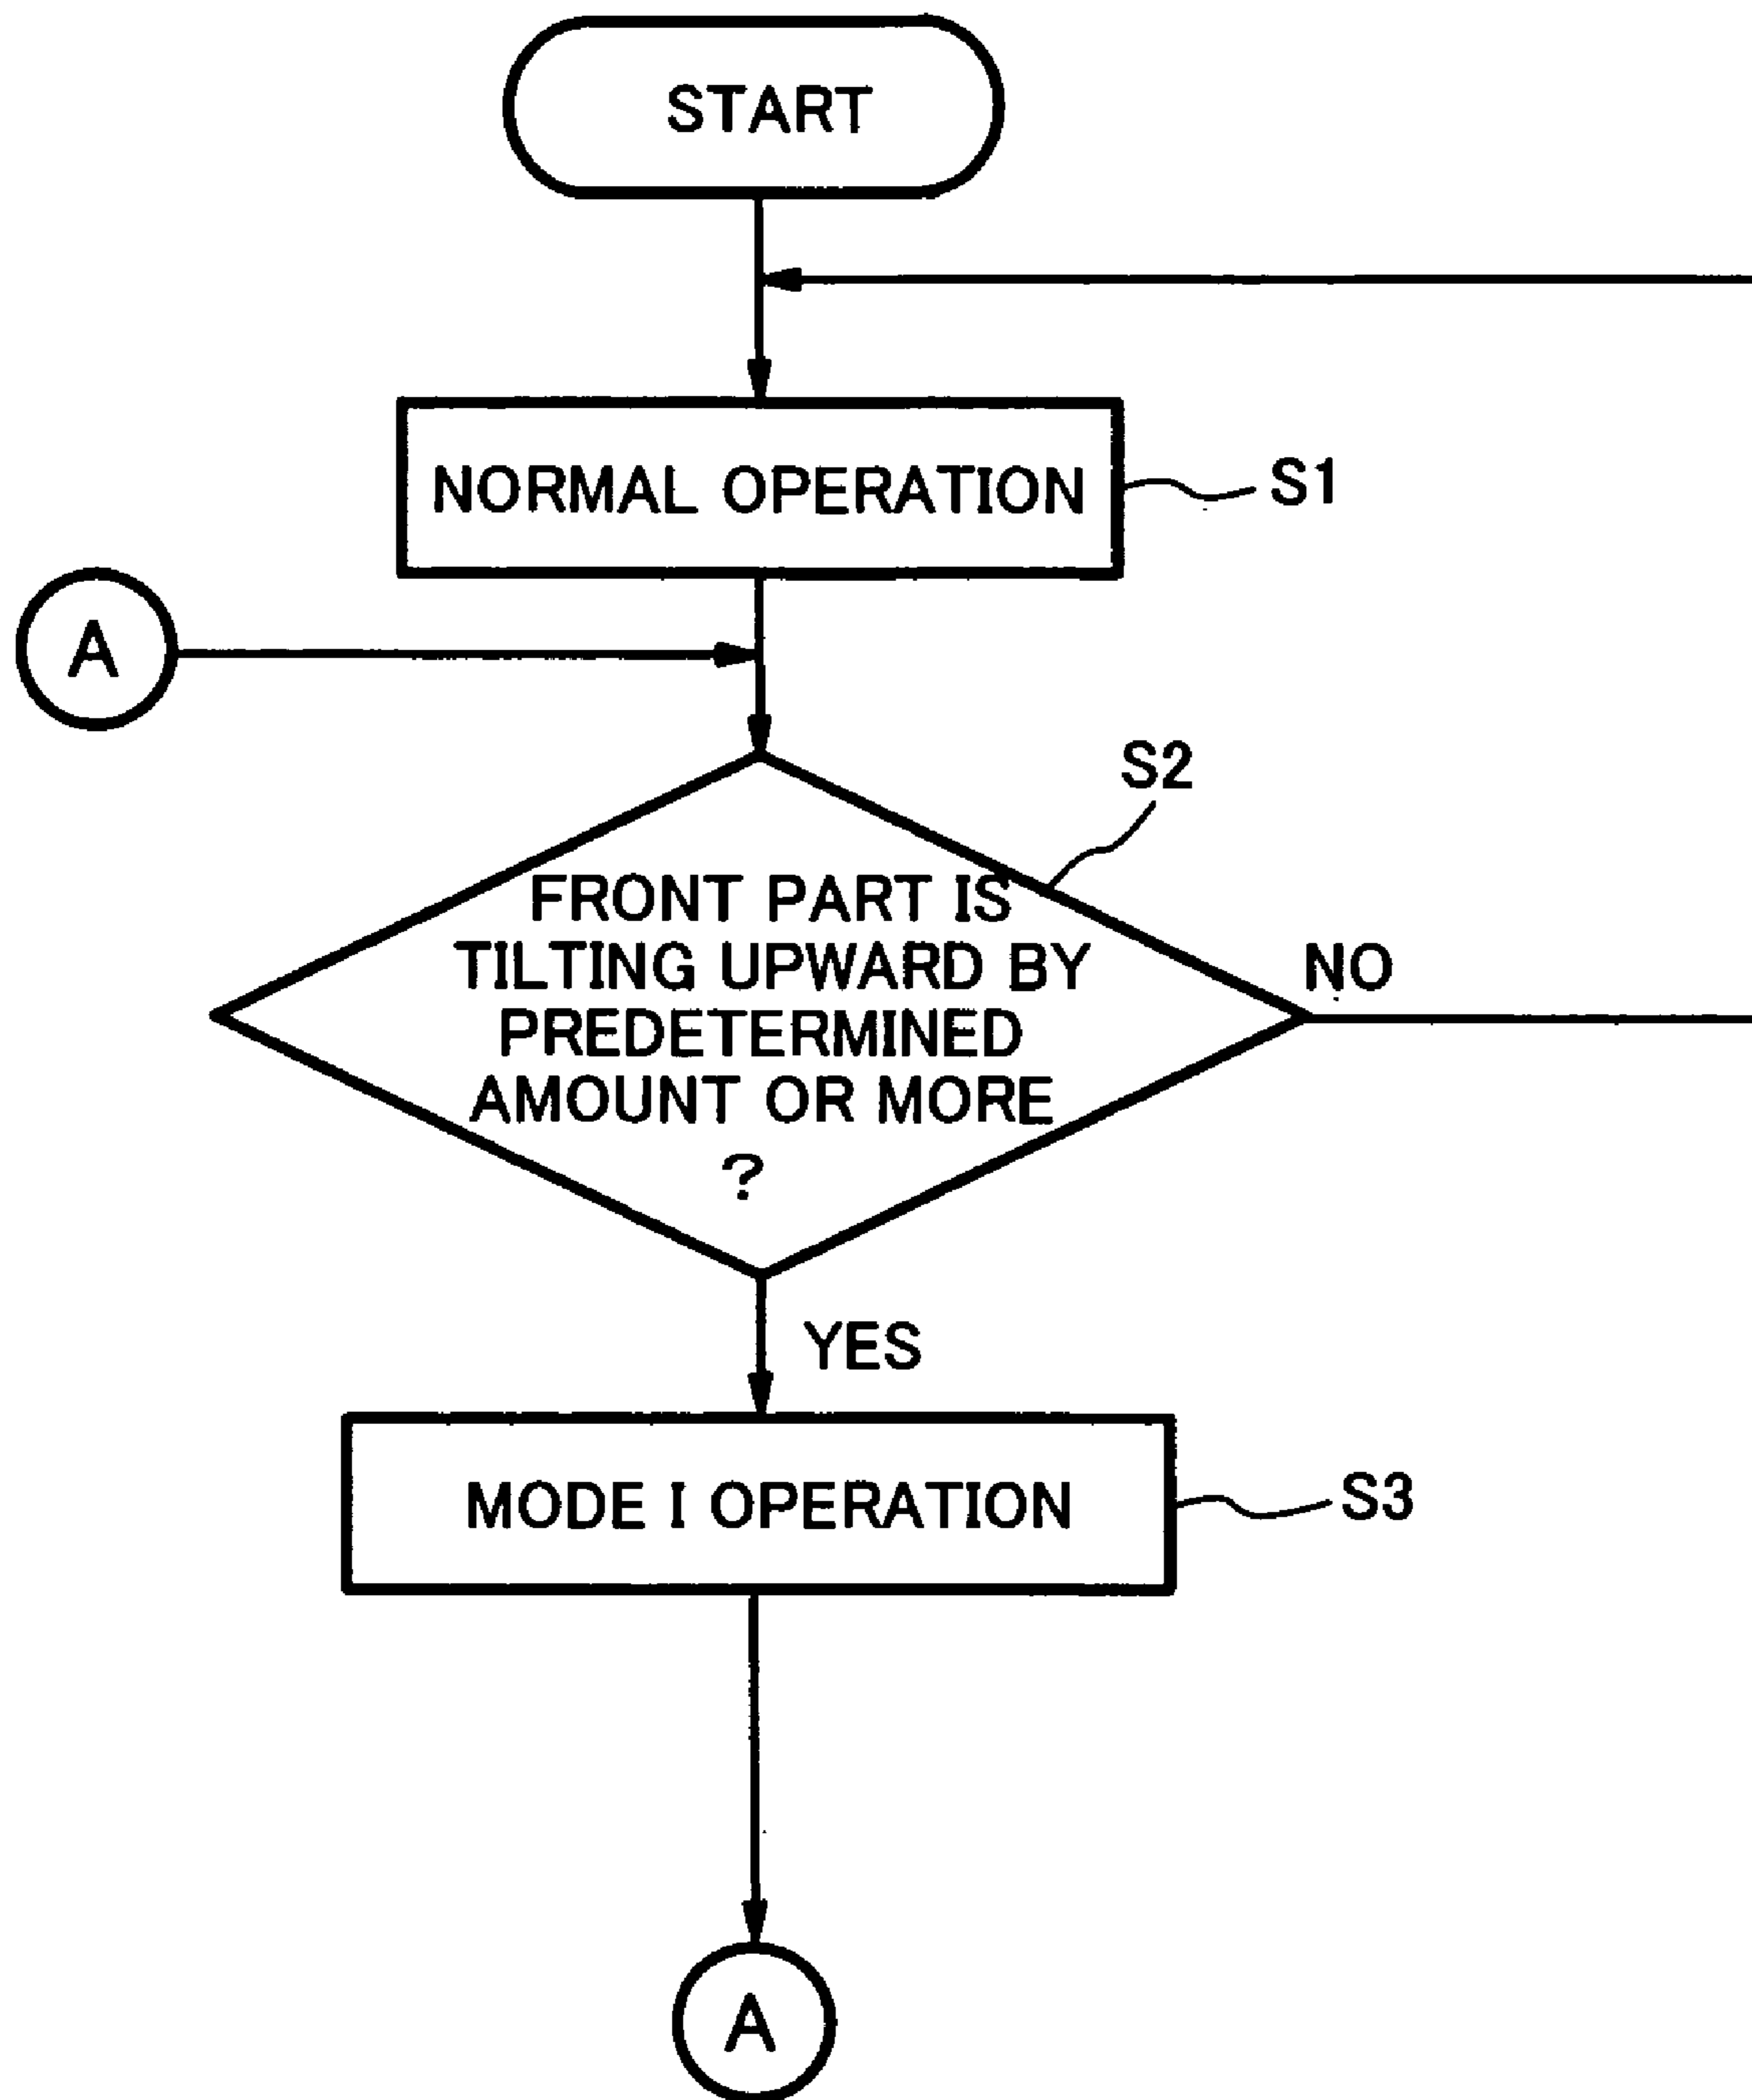 START
NORMAL OPERATION
S1
A
S2
FRONT PART IS
TILTING UPWARD BY
PREDETERMINED
AMOUNT OR MORE
?
NO
YES
MODE I OPERATION
S3
A